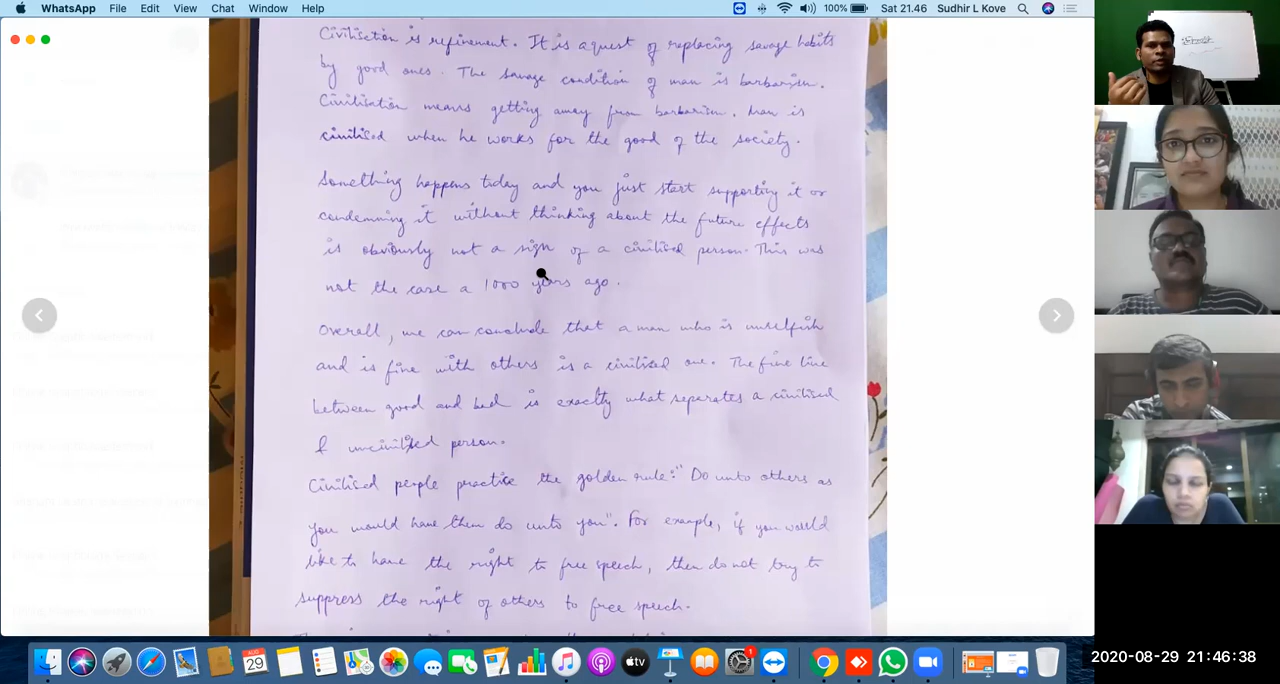 WhatsApp File Edit View Chat Window Help 100% Sat 21.46 Sudhir L Kove
Civilisation is refinement. It is a quest of replacing savage habits
by good ones. The savage condition of man is barbarism.
Civilisation means getting away from barbarism. Man is
civilised when he works for the good of the society.
Something happens today and you just start supporting it or
condemning it without thinking about the future effects
is obviously not a sign of a civilised person. This was
not the case a 1000 years ago.
Overall, we can conclude that a man who is unselfish
and is fine with others is a civilised one. The fine line
between good and bad is exactly what seperates a civilised
& uncivilised person.
Civilised people practise the golden rule:" Do unto others as
you would have them do unto you". For example, if you would
like to have the right to free speech, then do not try to
suppress the right of others to free speech.
AUG
29
tv
1
2020-08-29 21:46:38